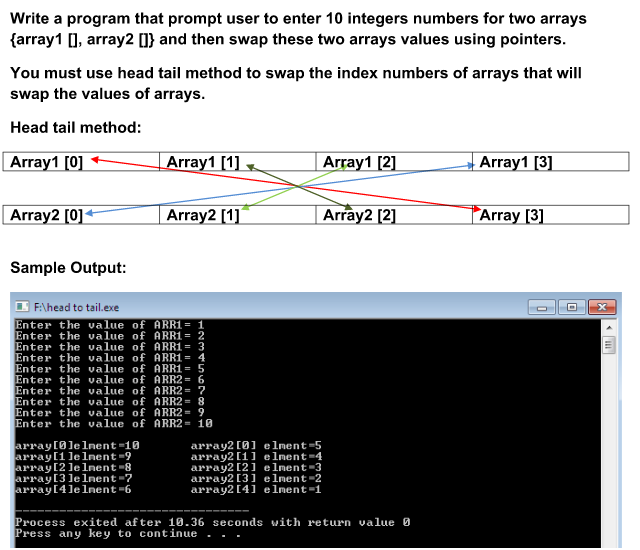 Write a program that prompt user to enter 10 integers numbers for two arrays
{array1 [], array2 []} and then swap these two arrays values using pointers.
You must use head tail method to swap the index numbers of arrays that will
swap the values of arrays.
Head tail method:
Array1 [0] Array1 [1] Array1 [2] Array1 [3]
Array2 [0] Array2 [1] Array2 [2] Array [3]
Sample Output:
F:\head to tail.exe
Enter the value of ARR1= 1
Enter the value of ARR1= 2
Enter the value of ARR1= 3
Enter the value of ARR1= 4
Enter the value of ARR1= 5
Enter the value of ARR2= 6
Enter the value of ARR2= 7
Enter the value of ARR2= 8
Enter the value of ARR2= 9
Enter the value of ARR2= 10
array[0]elment=10 array2[0] elment=5
array[1]elment=9 array2[1] elment=4
array[2]elment=8 array2[2] elment=3
array[3]elment=7 array2[3] elment=2
array[4]elment=6 array2[4] elment=1
--------------------------------
Process exited after 10.36 seconds with return value 0
Press any key to continue . . .